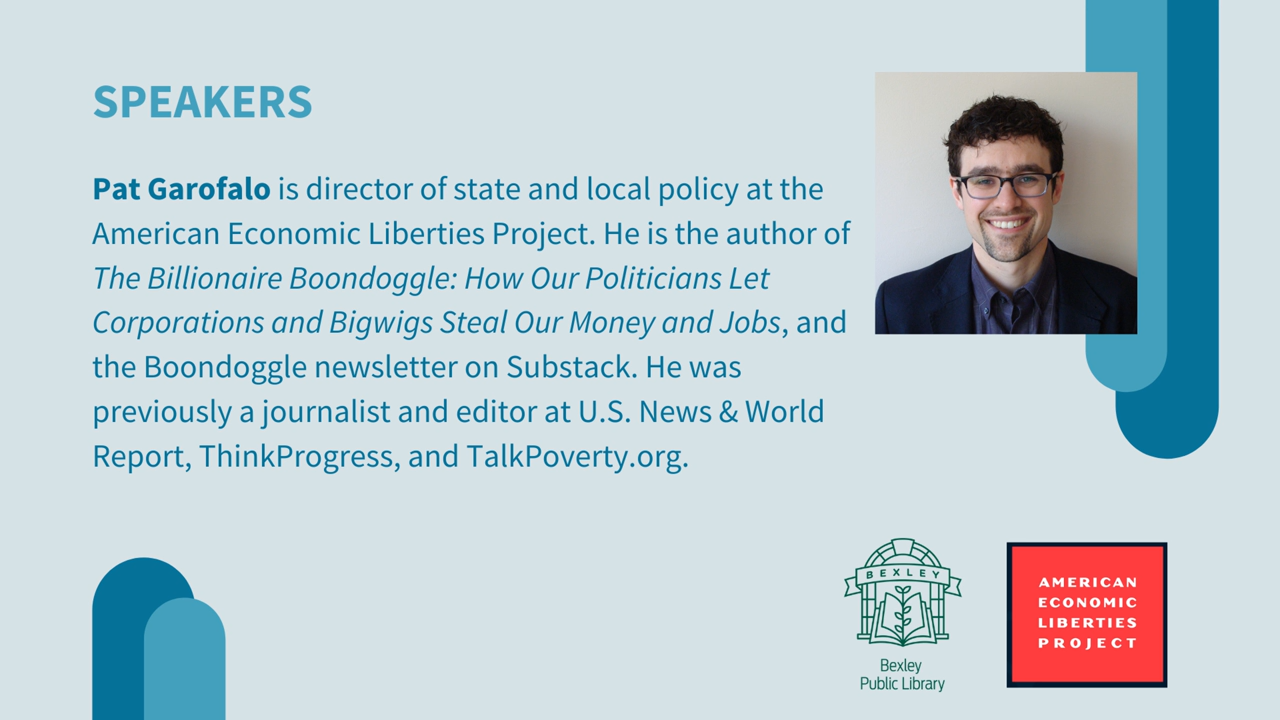 SPEAKERS
Pat Garofalo is director of state and local policy at the
American Economic Liberties Project. He is the author of
The Billionaire Boondoggle: How Our Politicians Let
Corporations and Bigwigs Steal Our Money and Jobs, and
the Boondoggle newsletter on Substack. He was
previously a journalist and editor at U.S. News & World
Report, ThinkProgress, and TalkPoverty.org.
BEXLEY
Bexley
Public Library
AMERICAN
ECONOMIC
LIBERTIES
PROJECT